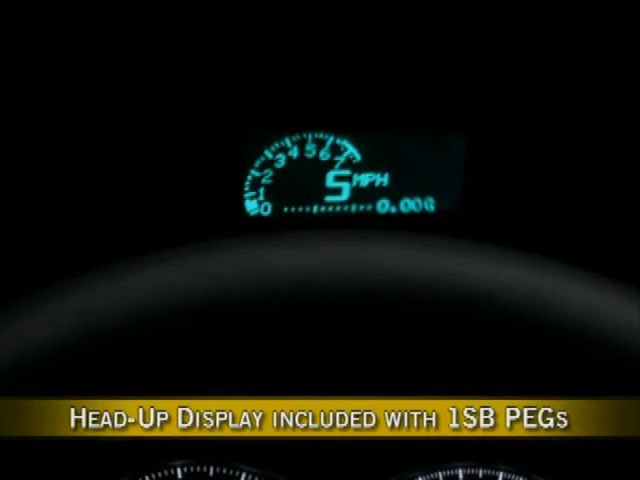 0 1 2 3 4 5 6 7
5 MPH
0.00G
HEAD-UP DISPLAY INCLUDED WITH 1SB PEGS